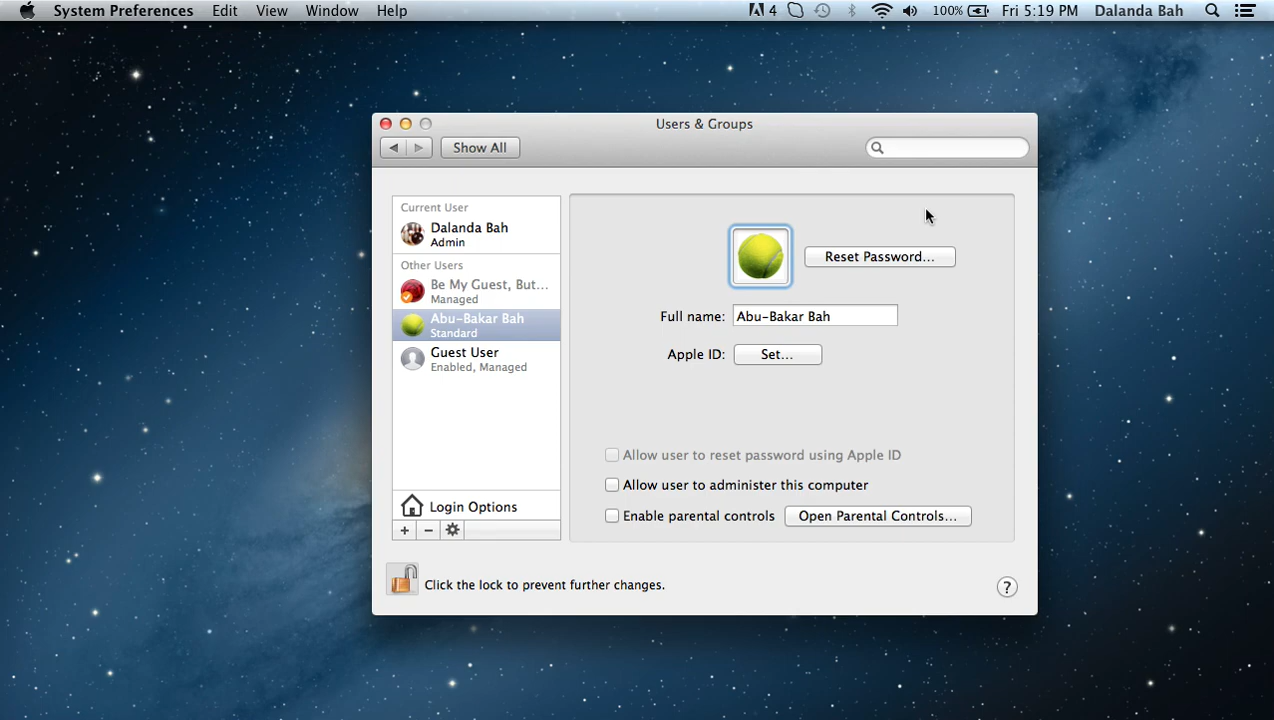 System Preferences Edit View Window Help 4 100% Fri 5:19 PM Dalanda Bah
Users & Groups
Show All
Current User
Dalanda Bah
Admin
Other Users
Be My Guest, But...
Managed
Abu-Bakar Bah
Standard
Guest User
Enabled, Managed
Login Options
+ −
Reset Password...
Full name: Abu-Bakar Bah
Apple ID: Set...
Allow user to reset password using Apple ID
Allow user to administer this computer
Enable parental controls Open Parental Controls...
Click the lock to prevent further changes.
?